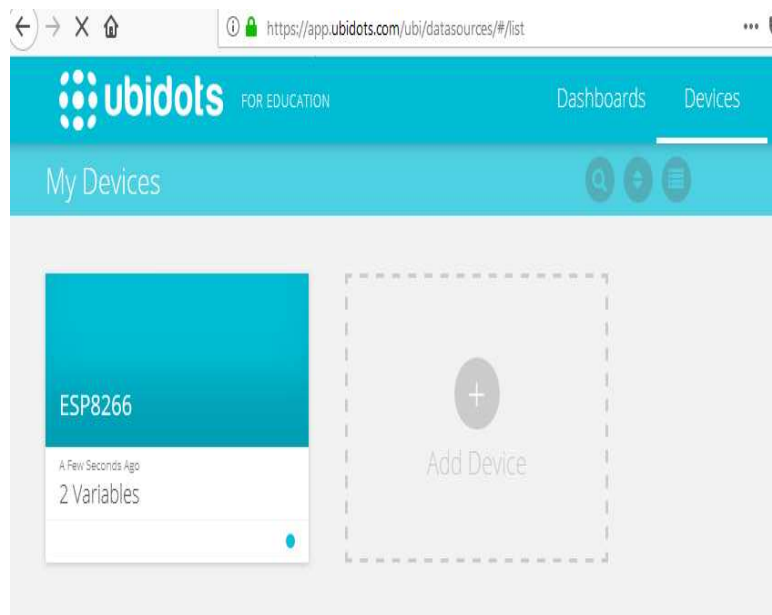 https://app.ubidots.com/ubi/datasources/#/list
ubidots FOR EDUCATION Dashboards Devices
My Devices
ESP8266
A Few Seconds Ago
2 Variables
Add Device